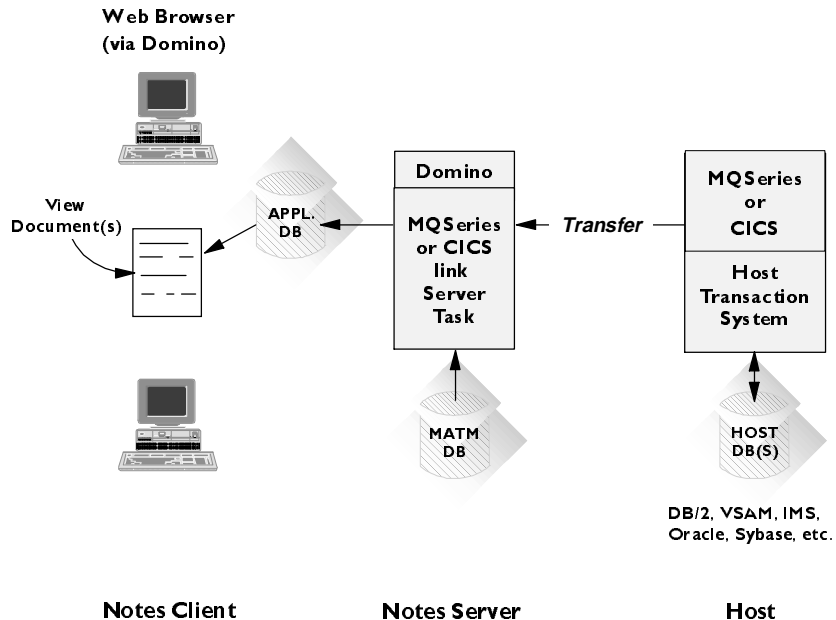 Web Browser
(via Domino)
View
Document(s)
APPL.
DB
Domino
MQSeries
or CICS
link
Server
Task
Transfer
MQSeries
or
CICS
Host
Transaction
System
MATM
DB
HOST
DB(S)
DB/2, VSAM, IMS,
Oracle, Sybase, etc.
Notes Client
Notes Server
Host